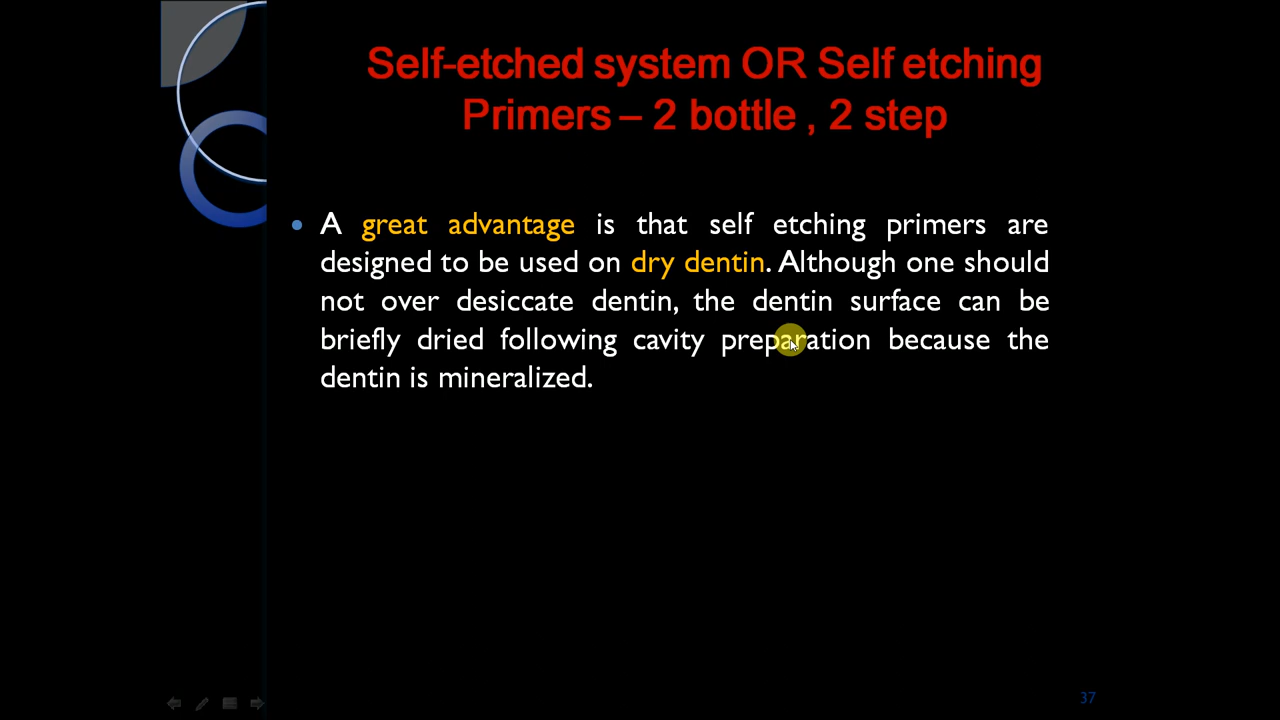 Self-etched system OR Self etching
Primers – 2 bottle , 2 step
A great advantage is that self etching primers are
designed to be used on dry dentin. Although one should
not over desiccate dentin, the dentin surface can be
briefly dried following cavity preparation because the
dentin is mineralized.
37